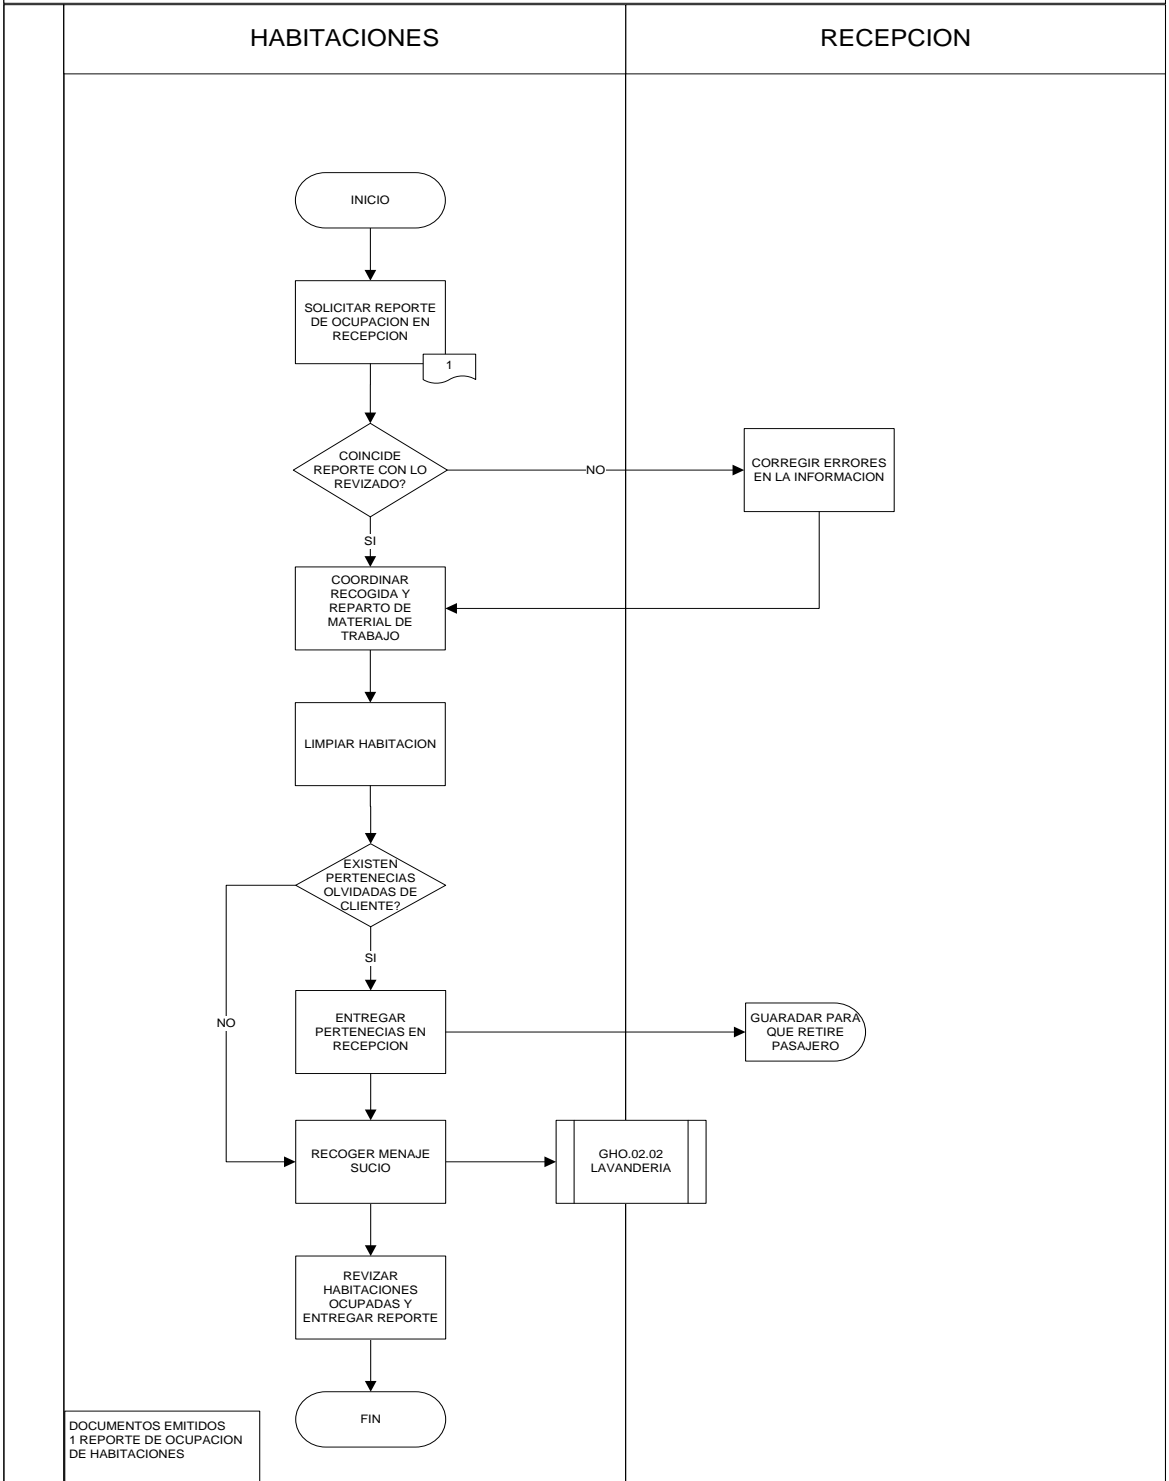 HABITACIONES
RECEPCION
INICIO
SOLICITAR REPORTE
DE OCUPACION EN
RECEPCION
1
COINCIDE
REPORTE CON LO
REVIZADO?
NO
CORREGIR ERRORES
EN LA INFORMACION
SI
COORDINAR
RECOGIDA Y
REPARTO DE
MATERIAL DE
TRABAJO
LIMPIAR HABITACION
EXISTEN
PERTENECIAS
OLVIDADAS DE
CLIENTE?
SI
NO
ENTREGAR
PERTENECIAS EN
RECEPCION
GUARADAR PARA
QUE RETIRE
PASAJERO
RECOGER MENAJE
SUCIO
GHO.02.02
LAVANDERIA
REVIZAR
HABITACIONES
OCUPADAS Y
ENTREGAR REPORTE
FIN
DOCUMENTOS EMITIDOS
1 REPORTE DE OCUPACION
DE HABITACIONES